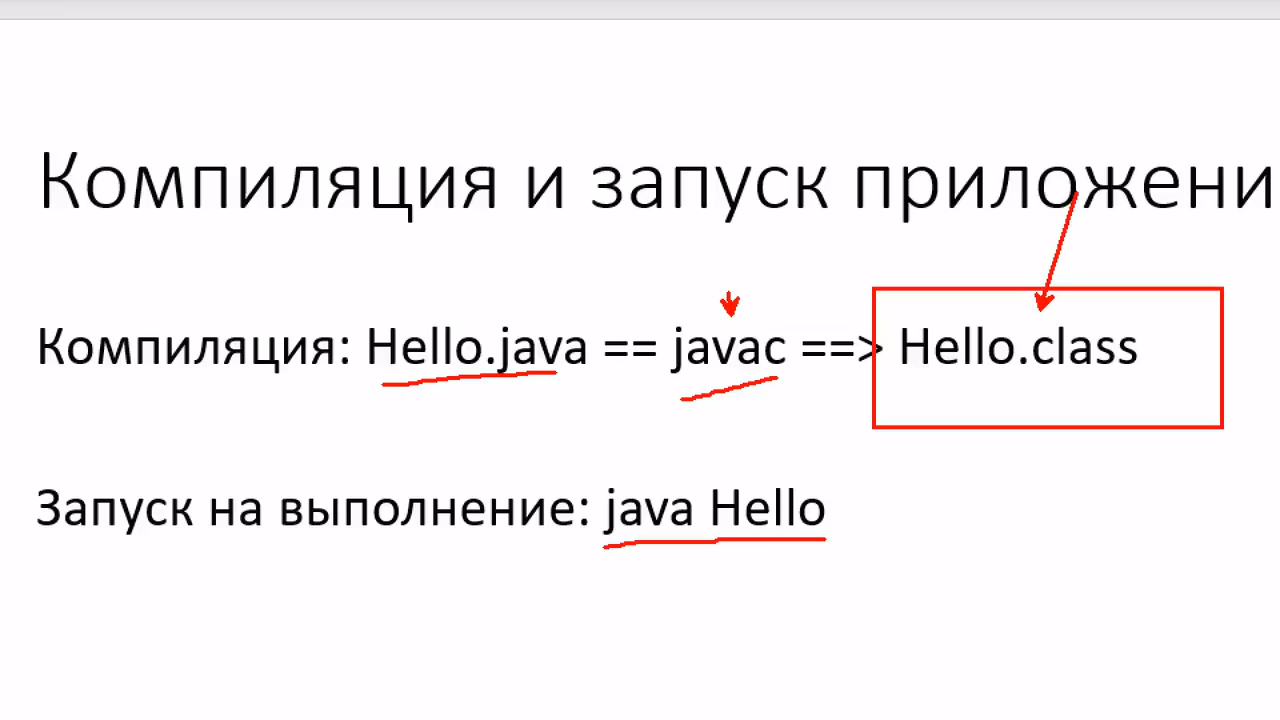 Компиляция и запуск приложени
Компиляция: Hello.java == javac ==> Hello.class
Запуск на выполнение: java Hello